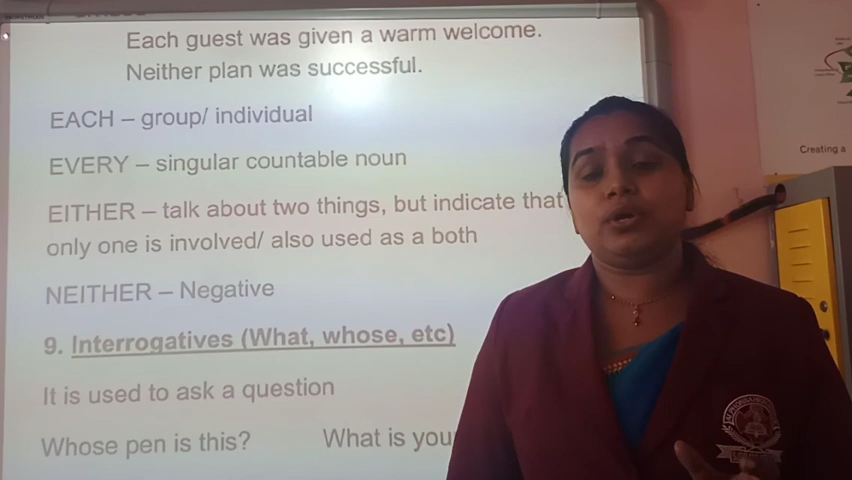 Each guest was given a warm welcome.
Neither plan was successful.
EACH – group/ individual
EVERY – singular countable noun
EITHER – talk about two things, but indicate that
only one is involved/ also used as a both
NEITHER – Negative
9. Interrogatives (What, whose, etc)
It is used to ask a question
Whose pen is this? What is you
Creating a